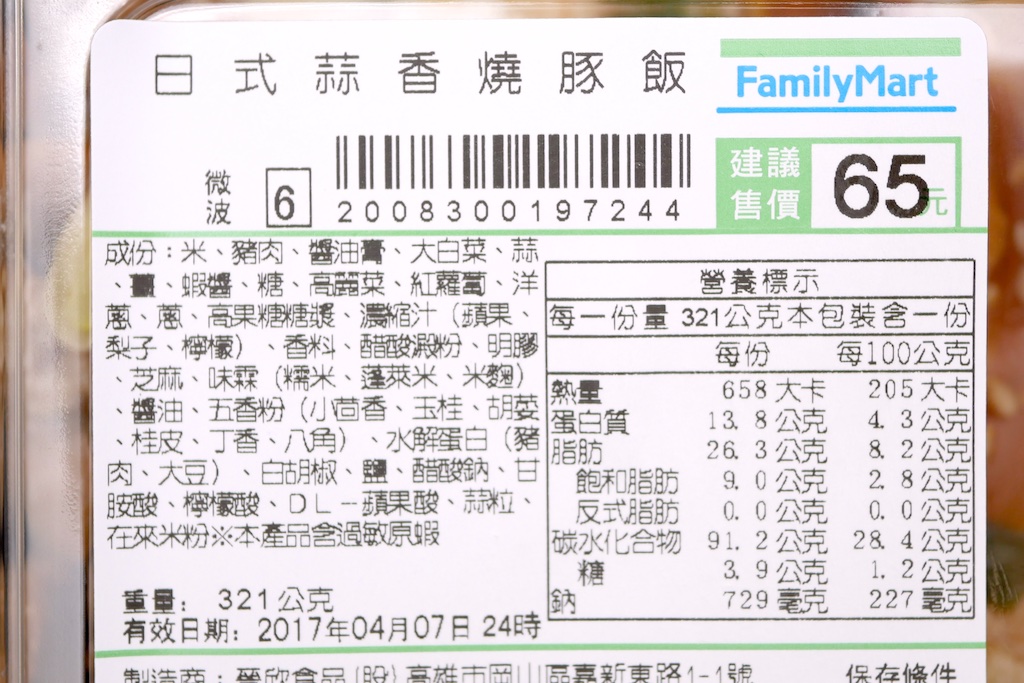 日式蒜香燒豚飯
FamilyMart
微波 6
2008300197244
建議售價 65元
成份：米、豬肉、醬油膏、大白菜、蒜
、薑、蝦醬、糖、高麗菜、紅蘿蔔、洋
蔥、蔥、高果糖糖漿、濃縮汁（蘋果、
梨子、檸檬）、香料、醋酸澱粉、明膠
、芝麻、味霖（糯米、蓬萊米、米麴）
、醬油、五香粉（小茴香、玉桂、胡荽
、桂皮、丁香、八角）、水解蛋白（豬
肉、大豆）、白胡椒、鹽、醋酸鈉、甘
胺酸、檸檬酸、DL－蘋果酸、蒜粒、
在來米粉※本產品含過敏原蝦
營養標示
每一份量 321公克本包裝含一份
每份 每100公克
熱量 658 大卡 205 大卡
蛋白質 13.8 公克 4.3 公克
脂肪 26.3 公克 8.2 公克
飽和脂肪 9.0 公克 2.8 公克
反式脂肪 0.0 公克 0.0 公克
碳水化合物 91.2 公克 28.4 公克
糖 3.9 公克 1.2 公克
鈉 729 毫克 227 毫克
重量： 321公克
有效日期：2017年04月07日 24時
製造商：晉欣食品(股)高雄市岡山區嘉新東路1-1號
保存條件